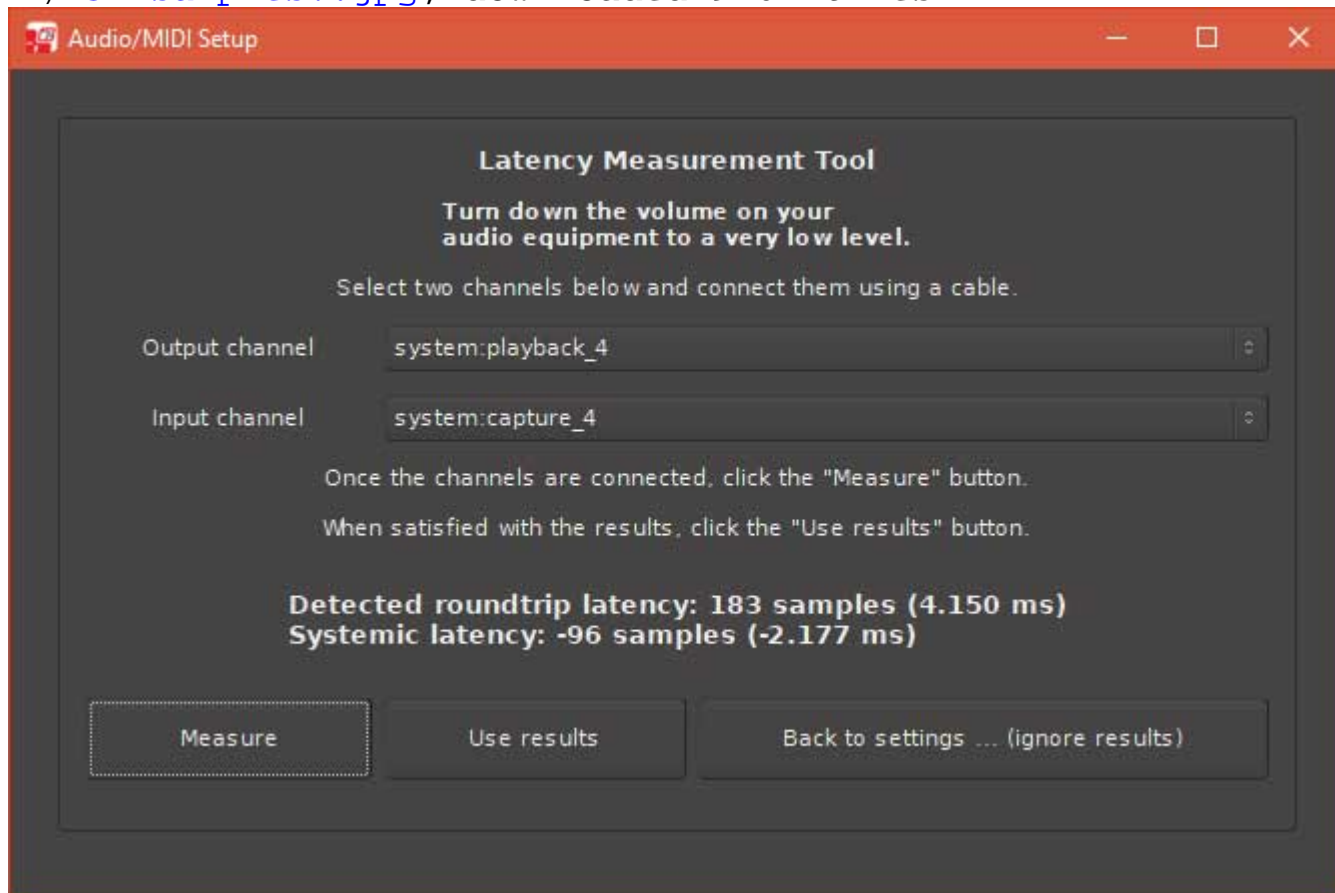 Audio/MIDI Setup
Latency Measurement Tool
Turn down the volume on your
audio equipment to a very low level.
Select two channels below and connect them using a cable.
Output channel system:playback_4
Input channel system:capture_4
Once the channels are connected, click the "Measure" button.
When satisfied with the results, click the "Use results" button.
Detected roundtrip latency: 183 samples (4.150 ms)
Systemic latency: -96 samples (-2.177 ms)
Measure Use results Back to settings ... (ignore results)